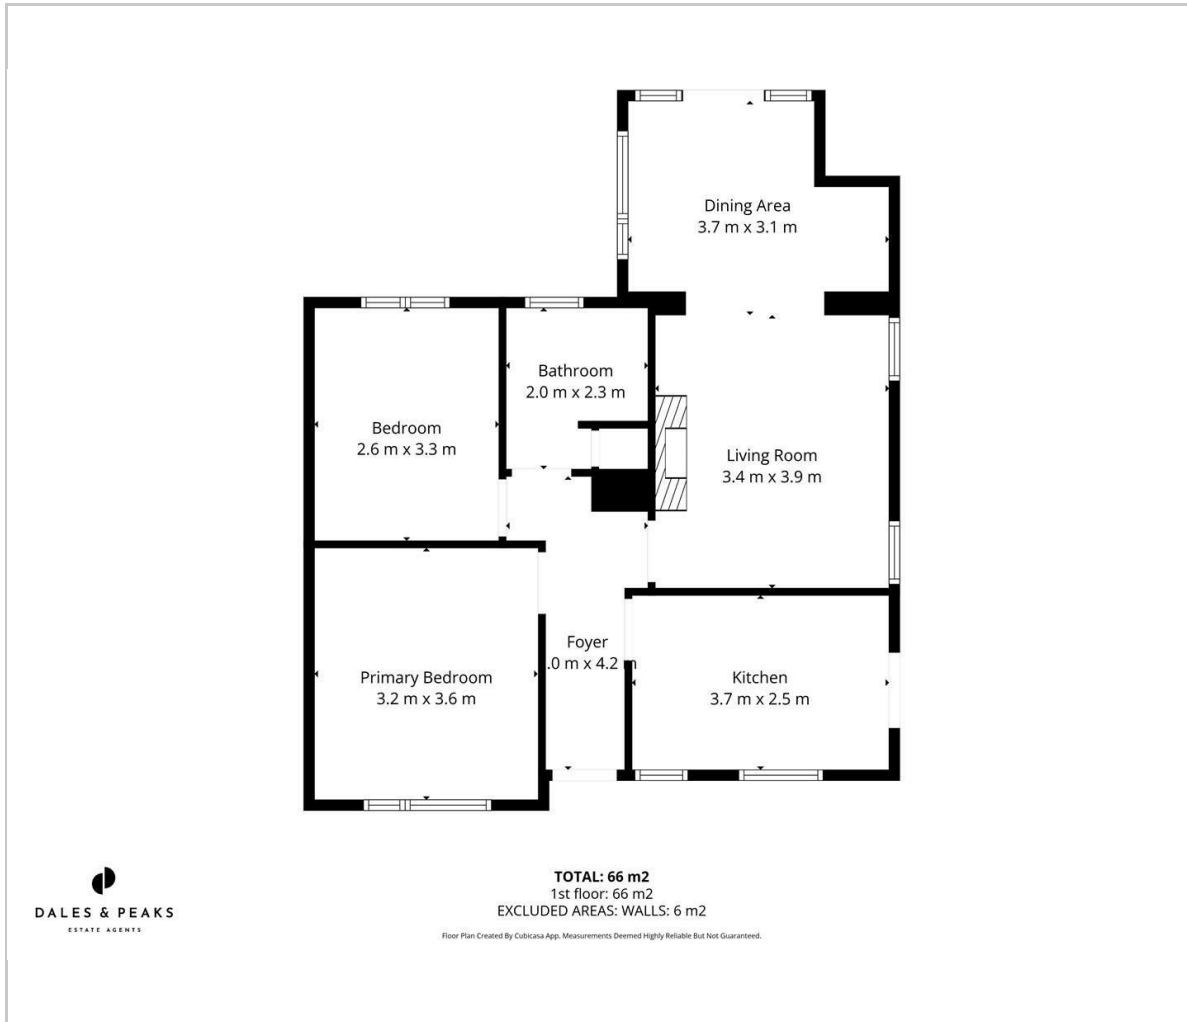 Dining Area
3.7 m x 3.1 m
Bathroom
2.0 m x 2.3 m
Bedroom
2.6 m x 3.3 m
Living Room
3.4 m x 3.9 m
Foyer
.0 m x 4.2 m
Primary Bedroom
3.2 m x 3.6 m
Kitchen
3.7 m x 2.5 m
TOTAL: 66 m2
1st floor: 66 m2
EXCLUDED AREAS: WALLS: 6 m2
Floor Plan Created By Cubicasa App. Measurements Deemed Highly Reliable But Not Guaranteed.
DALES & PEAKS
ESTATE AGENTS